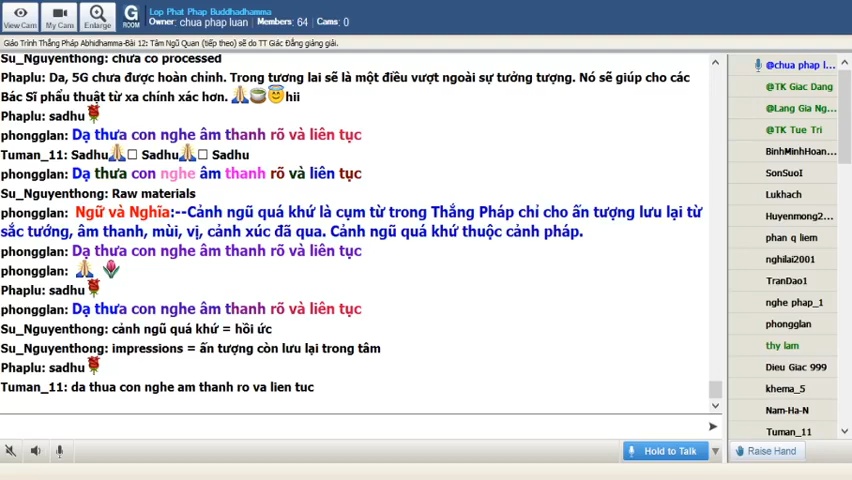 View Cam
My Cam
Enlarge
G
ROOM
Lop Phat Phap Buddhadhamma
Owner: chua phap luan Members: 64 Cams: 0
Giáo Trình Thắng Pháp Abhidhamma-Bài 12: Tâm Ngũ Quan (tiếp theo) sẽ do TT Giác Đẳng giảng giải.
Su_Nguyenthong: chưa co processed
Phaplu: Da, 5G chưa được hoàn chỉnh. Trong tương lai sẽ là một điều vượt ngoài sự tưởng tượng. Nó sẽ giúp cho các
Bác Sĩ phẩu thuật từ xa chính xác hơn. 🙏🍵😇hii
Phaplu: sadhu🌹
phongglan: Dạ thưa con nghe âm thanh rõ và liên tục
Tuman_11: Sadhu🙏□ Sadhu🙏□ Sadhu
phongglan: Dạ thưa con nghe âm thanh rõ và liên tục
Su_Nguyenthong: Raw materials
phongglan: Ngữ và Nghĩa:--Cảnh ngũ quá khứ là cụm từ trong Thắng Pháp chỉ cho ấn tượng lưu lại từ
sắc tướng, âm thanh, mùi, vị, cảnh xúc đã qua. Cảnh ngũ quá khứ thuộc cảnh pháp.
phongglan: Dạ thưa con nghe âm thanh rõ và liên tục
phongglan: 🙏 🌷
Phaplu: sadhu🌹
phongglan: Dạ thưa con nghe âm thanh rõ và liên tục
Su_Nguyenthong: cảnh ngũ quá khứ = hồi ức
Su_Nguyenthong: impressions = ấn tượng còn lưu lại trong tâm
Phaplu: sadhu🌹
Tuman_11: da thua con nghe am thanh ro va lien tuc
Hold to Talk
@chua phap l...
@TK Giac Dang
@Lang Gia Ng...
@TK Tue Tri
BinhMinhHoan...
SonSuoI
Lukhach
Huyenmong2...
phan q liem
nghilai2001
TranDao1
nghe phap_1
phongglan
thy lam
Dieu Giac 999
khema_5
Nam-Ha-N
Tuman_11
Raise Hand